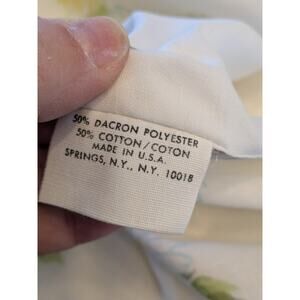 50% DACRON POLYESTER
50% COTTON/COTON
MADE IN U.S.A.
SPRINGS, N.Y., N.Y. 10018